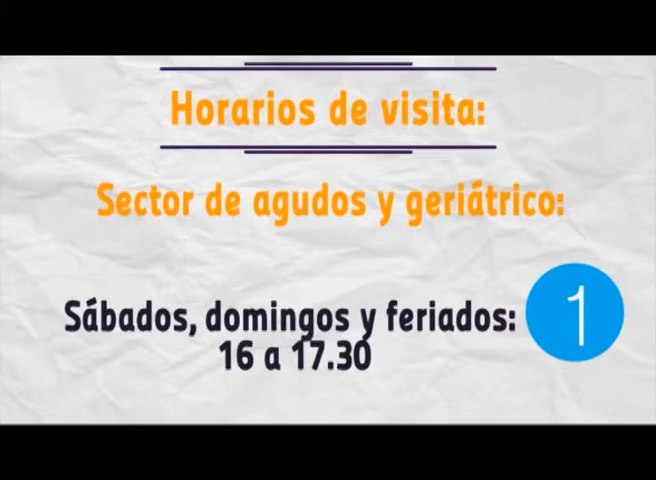 Horarios de visita:
Sector de agudos y geriátrico:
Sábados, domingos y feriados:
16 a 17.30
1